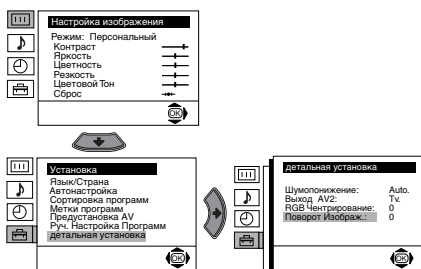 Настройка изображения
Режим: Персональный
Контраст
Яркость
Цветность
Резкость
Цветовой Тон
Сброс
OK
Установка
Язык/Страна
Автонастройка
Сортировка программ
Метки программ
Предустановка AV
Руч. Настройка Программ
детальная установка
OK
детальная установка
Шумопонижение: Auto.
Выход AV2: Tv.
RGB Чентрирование: 0
Поворот Изображ.: 0
OK